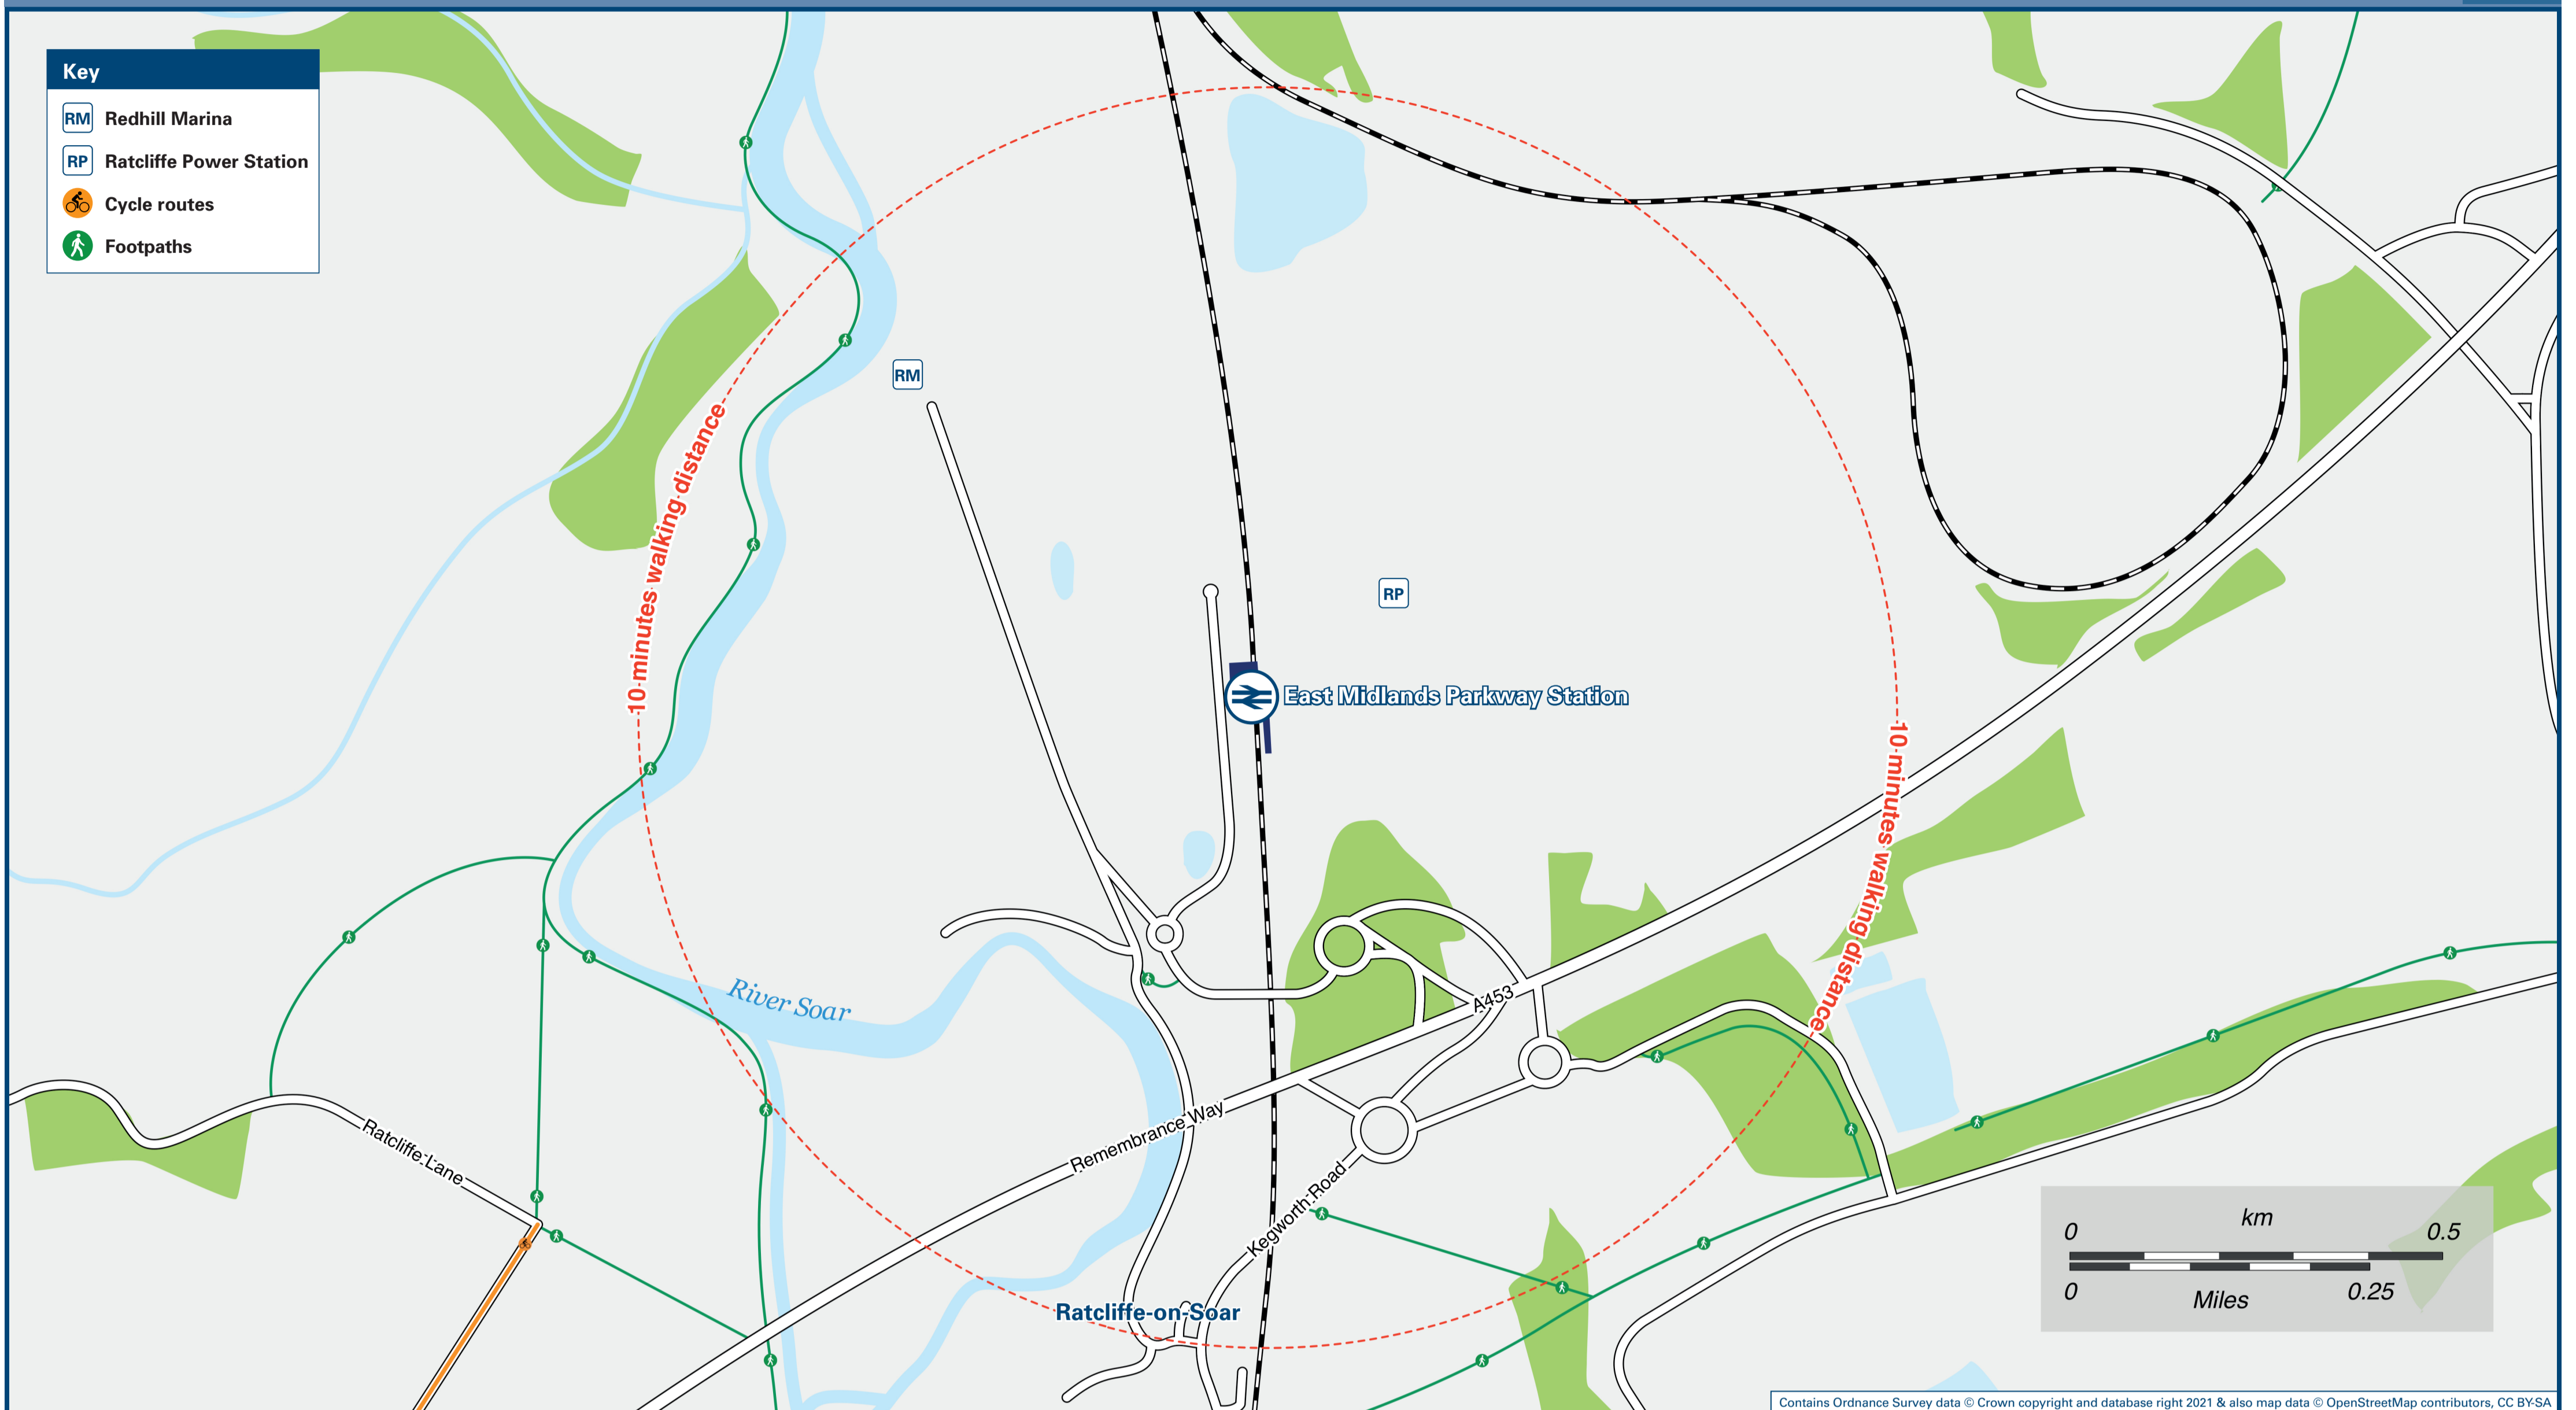 Key
RM Redhill Marina
RP Ratcliffe Power Station
Cycle routes
Footpaths
RM
10 minutes walking distance
RP
East Midlands Parkway Station
10 minutes walking distance
River Soar
A453
Remembrance Way
Ratcliffe Lane
Kegworth Road
Ratcliffe-on-Soar
km
0 0.5
0 0.25
Miles
Contains Ordnance Survey data © Crown copyright and database right 2021 & also map data © OpenStreetMap contributors, CC BY-SA